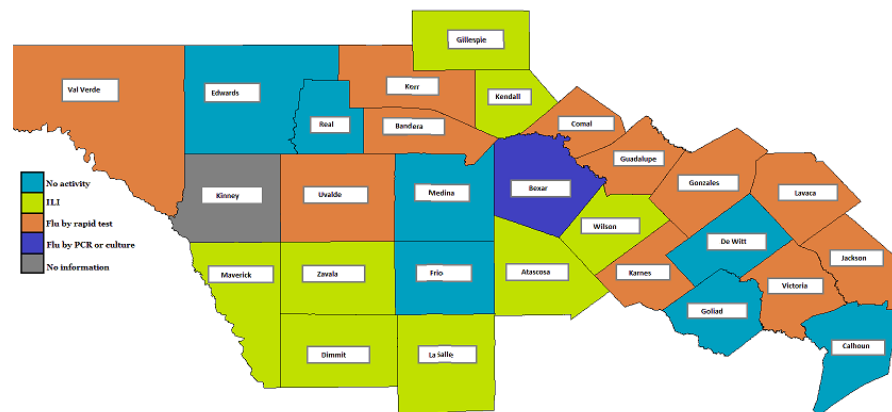 Gillespie
Val Verde
Edwards
Kerr
Kendall
Real
Bandera
Comal
Guadalupe
Gonzales
Lavaca
Kinney
Uvalde
Medina
Bexar
Wilson
De Witt
Jackson
Maverick
Zavala
Frio
Atascosa
Karnes
Victoria
Goliad
Calhoun
Dimmit
La Salle
No activity
ILI
Flu by rapid test
Flu by PCR or culture
No information